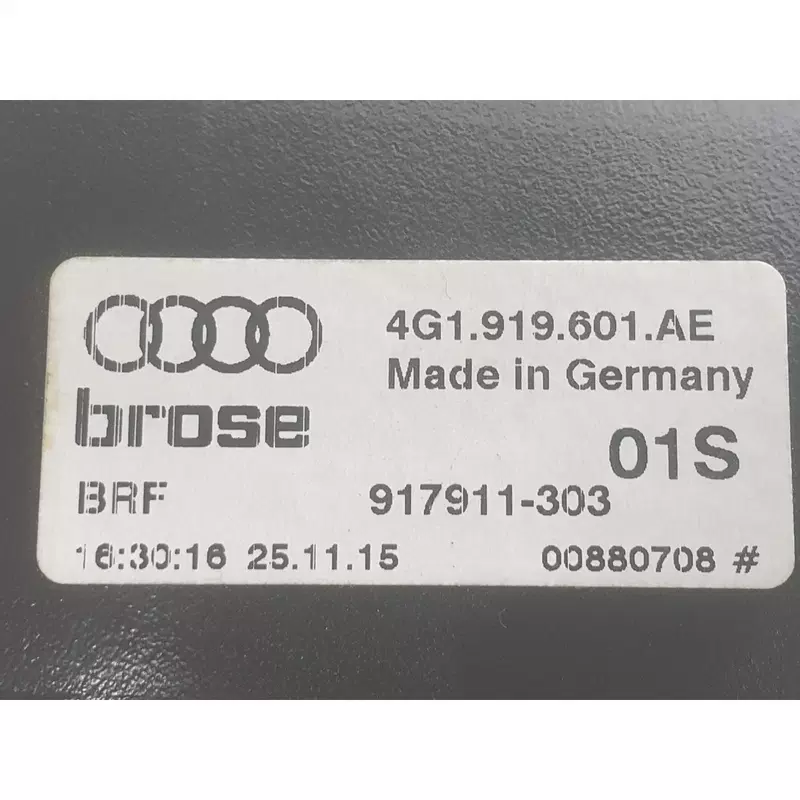 4G1.919.601.AE
Made in Germany
brose
01S
BRF 917911-303
16:30:16 25.11.15 00880708 #